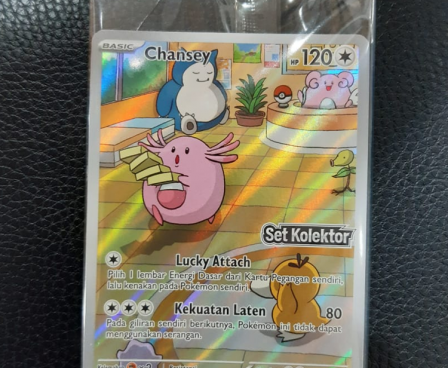 BASIC Chansey HP 120
Set Kolektor
Lucky Attach
Pilih 1 lembar Energi Dasar dari Kartu Pegangan sendiri,
lalu kenakan pada Pokémon sendiri.
Kekuatan Laten 80
Pada giliran sendiri berikutnya, Pokémon ini tidak dapat
menggunakan serangan.